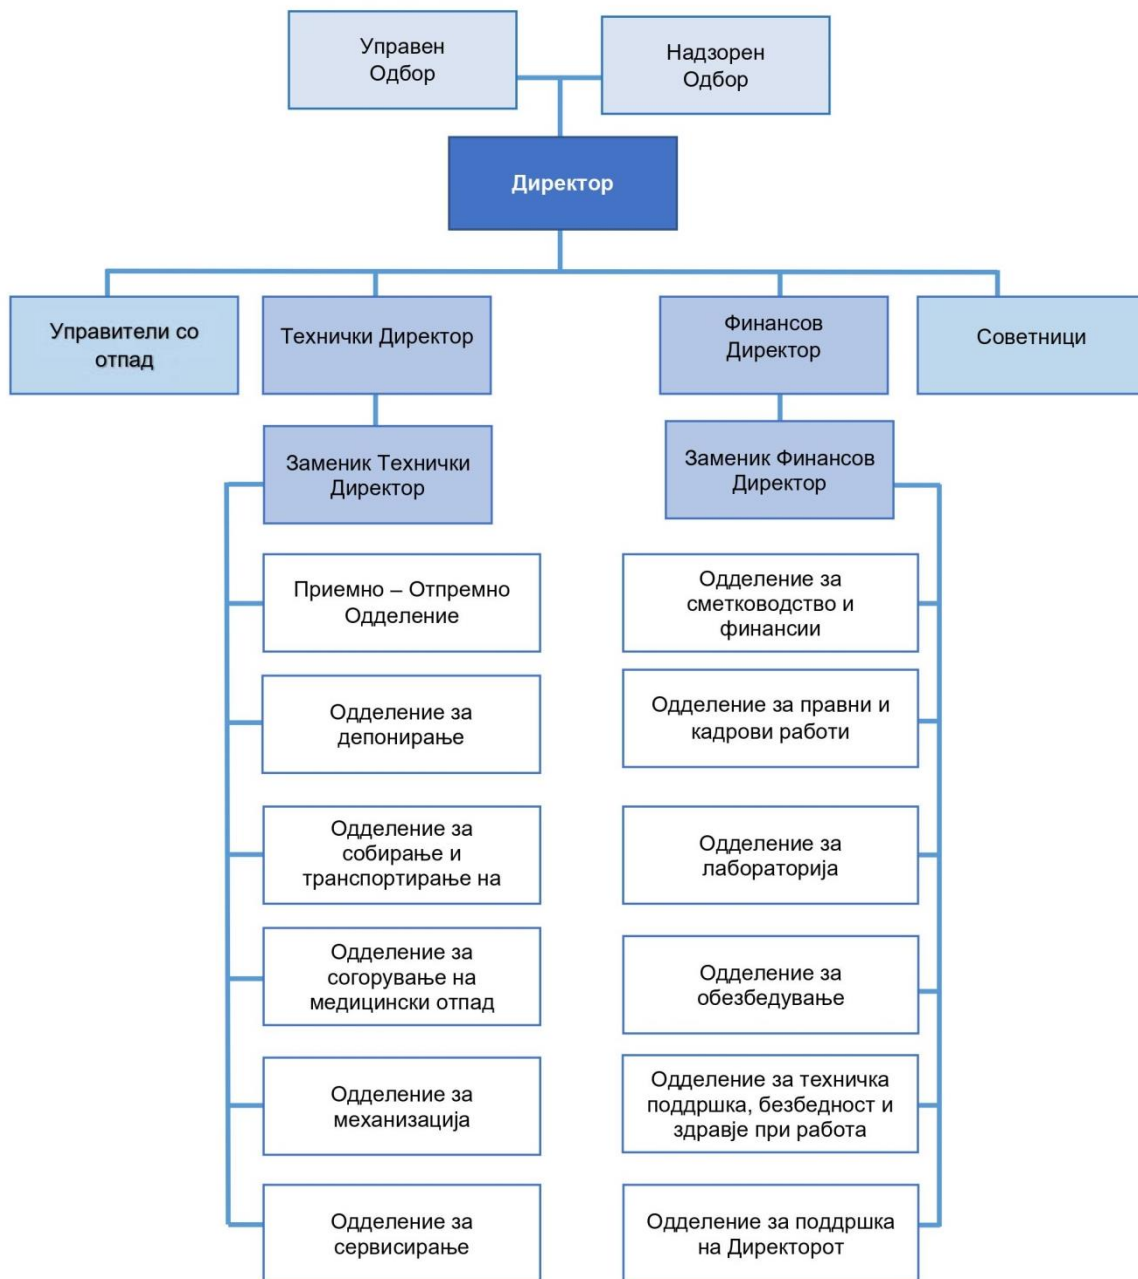 Управен
Одбор
Надзорен
Одбор
Директор
Управители со
отпад
Технички Директор
Финансов
Директор
Советници
Заменик Технички
Директор
Заменик Финансов
Директор
Приемно – Отпремно
Одделение
Одделение за
сметководство и
финансии
Одделение за
депонирање
Одделение за правни и
кадрови работи
Одделение за
собирање и
транспортирање на
Одделение за
лабораторија
Одделение за
согорување на
медицински отпад
Одделение за
обезбедување
Одделение за
механизација
Одделение за техничка
поддршка, безбедност и
здравје при работа
Одделение за
сервисирање
Одделение за поддршка
на Директорот